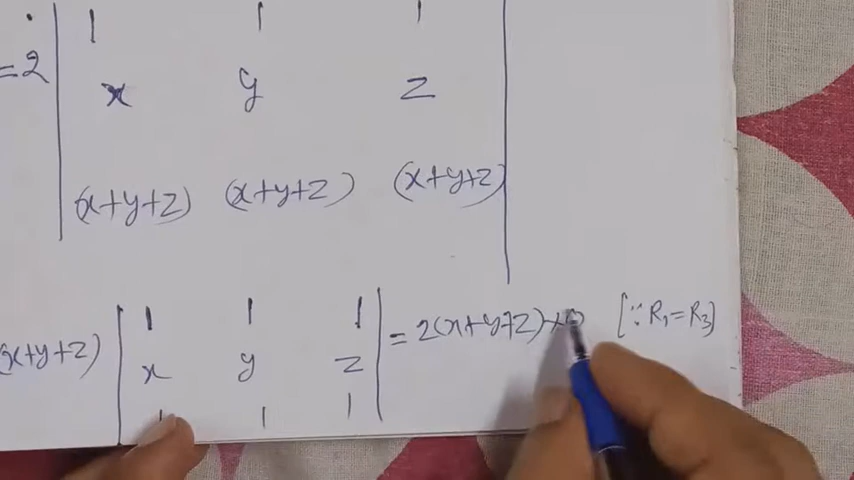 1 1 1
=2
x y z
(x+y+z) (x+y+z) (x+y+z)
(x+y+z) | 1 1 1 | = 2(x+y+z)×0 [∵R₁=R₃]
x y z
1 1 1